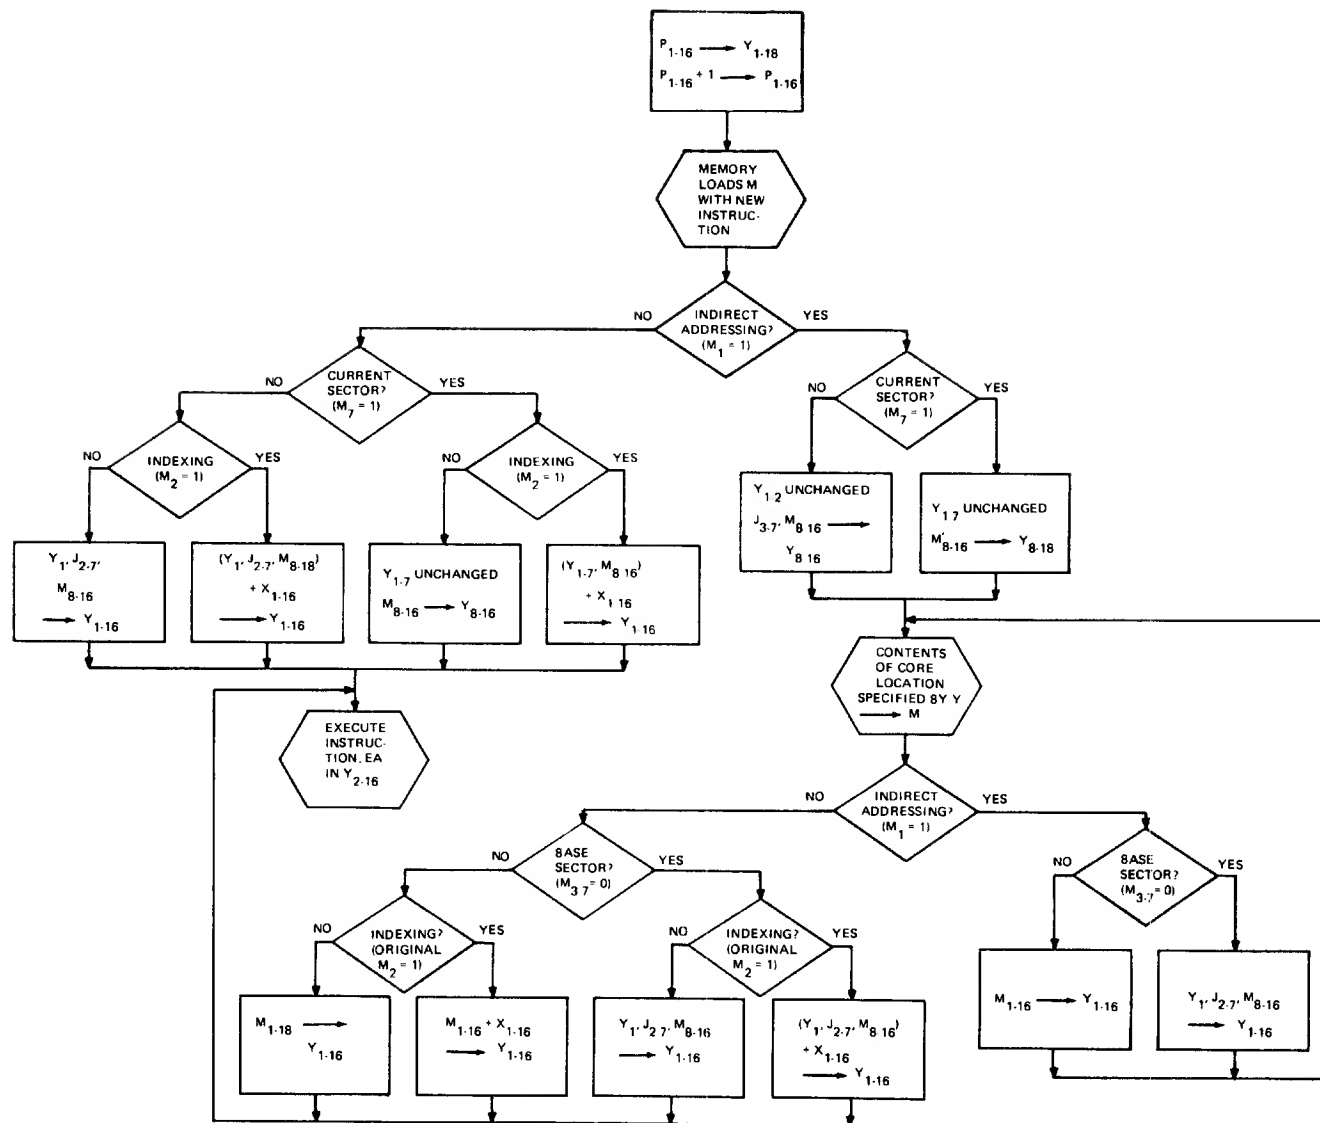 P1-16 → Y1-18
P1-16 + 1 → P1-16
MEMORY
LOADS M
WITH NEW
INSTRUC-
TION
NO
INDIRECT
ADDRESSING?
(M1 = 1)
YES
NO
CURRENT
SECTOR?
(M7 = 1)
YES
NO
CURRENT
SECTOR?
(M7 = 1)
YES
NO
INDEXING
(M2 = 1)
YES
NO
INDEXING
(M2 = 1)
YES
Y1, J2-7,
M8-16
→ Y1-16
(Y1, J2-7, M8-18)
+ X1-16
→ Y1-16
Y1-7 UNCHANGED
M8-16 → Y8-16
(Y1-7, M8-16)
+ X1-16
→ Y1-16
Y1-2 UNCHANGED
J3-7, M8-16 →
Y8-16
Y1-7 UNCHANGED
M8-16 → Y8-18
CONTENTS
OF CORE
LOCATION
SPECIFIED 8Y Y
→ M
EXECUTE
INSTRUC-
TION. EA
IN Y2-16
NO
INDIRECT
ADDRESSING?
(M1 = 1)
YES
NO
8ASE
SECTOR?
(M3-7 = 0)
YES
NO
8ASE
SECTOR?
(M3-7 = 0)
YES
NO
INDEXING?
(ORIGINAL
M2 = 1)
YES
NO
INDEXING?
(ORIGINAL
M2 = 1)
YES
M1-18 →
Y1-16
M1-16 + X1-16
→ Y1-16
Y1, J2-7, M8-16
→ Y1-16
(Y1, J2-7, M8-16)
+ X1-16
→ Y1-16
M1-16 → Y1-16
Y1, J2-7, M8-16
→ Y1-16